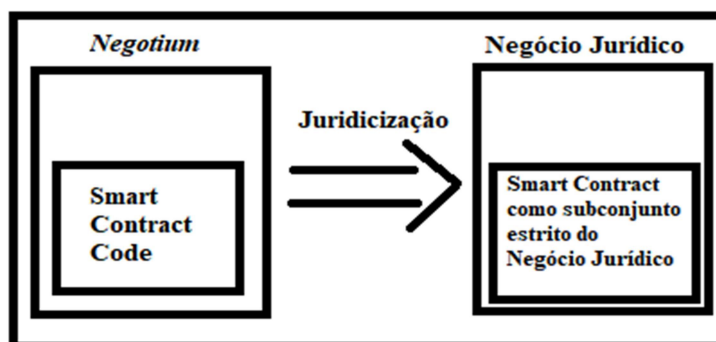 Negotium
Negócio Jurídico
Juridicização
Smart
Contract
Code
Smart Contract
como subconjunto
estrito do
Negócio Jurídico